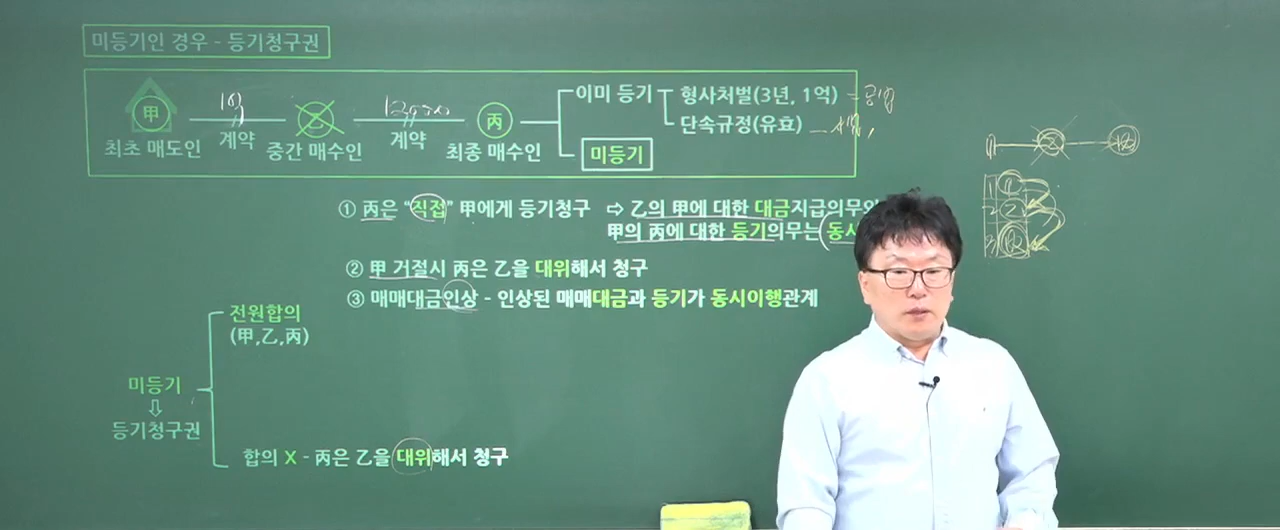 미등기인 경우 - 등기청구권
甲
丙
계약
계약
최초 매도인
중간 매수인
최종 매수인
이미 등기
형사처벌(3년, 1억)
단속규정(유효)
미등기
① 丙은 “직접” 甲에게 등기청구 ⇨ 乙의 甲에 대한 대금지급의무와
甲의 丙에 대한 등기의무는 동시
② 甲 거절시 丙은 乙을 대위해서 청구
③ 매매대금인상 - 인상된 매매대금과 등기가 동시이행관계
전원합의
(甲,乙,丙)
미등기
⇩
등기청구권
합의 X - 丙은 乙을 대위해서 청구